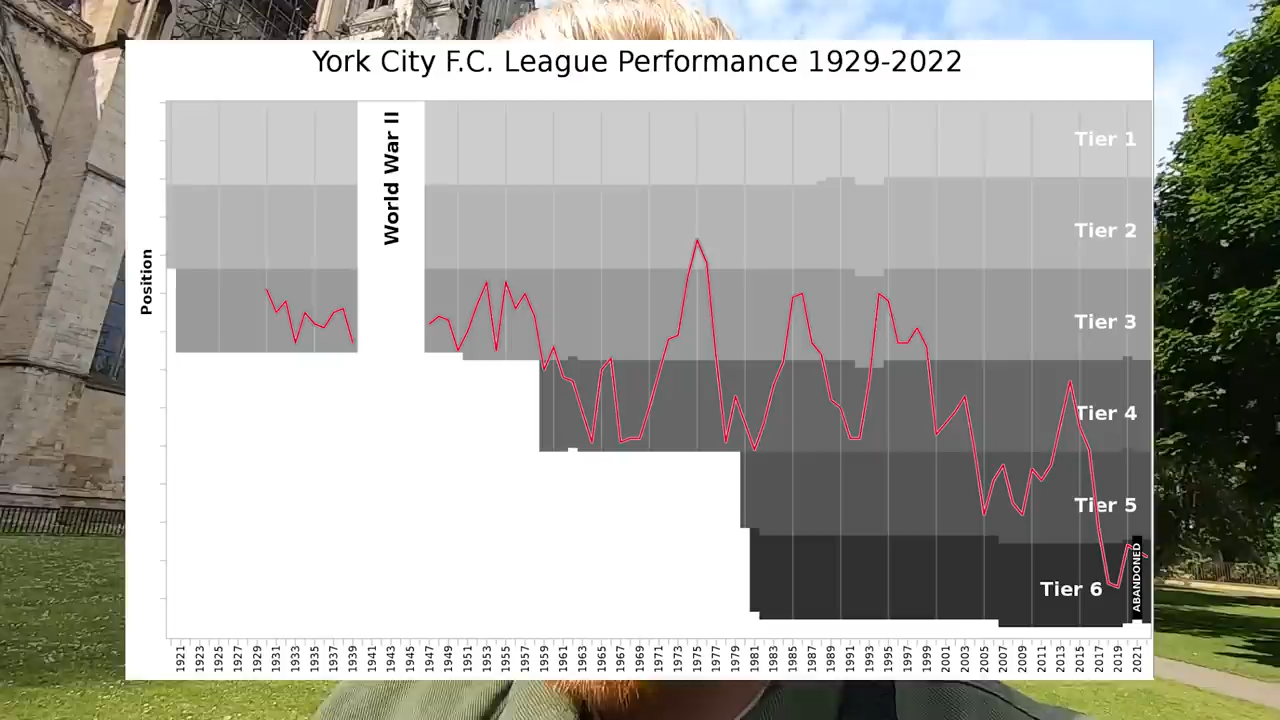 York City F.C. League Performance 1929-2022
World War II
Position
Tier 1
Tier 2
Tier 3
Tier 4
Tier 5
Tier 6
ABANDONED
1921 1923 1925 1927 1929 1931 1933 1935 1937 1939 1941 1943 1945 1947 1949 1951 1953 1955 1957 1959 1961 1963 1965 1967 1969 1971 1973 1975 1977 1979 1981 1983 1985 1987 1989 1991 1993 1995 1997 1999 2001 2003 2005 2007 2009 2011 2013 2015 2017 2019 2021